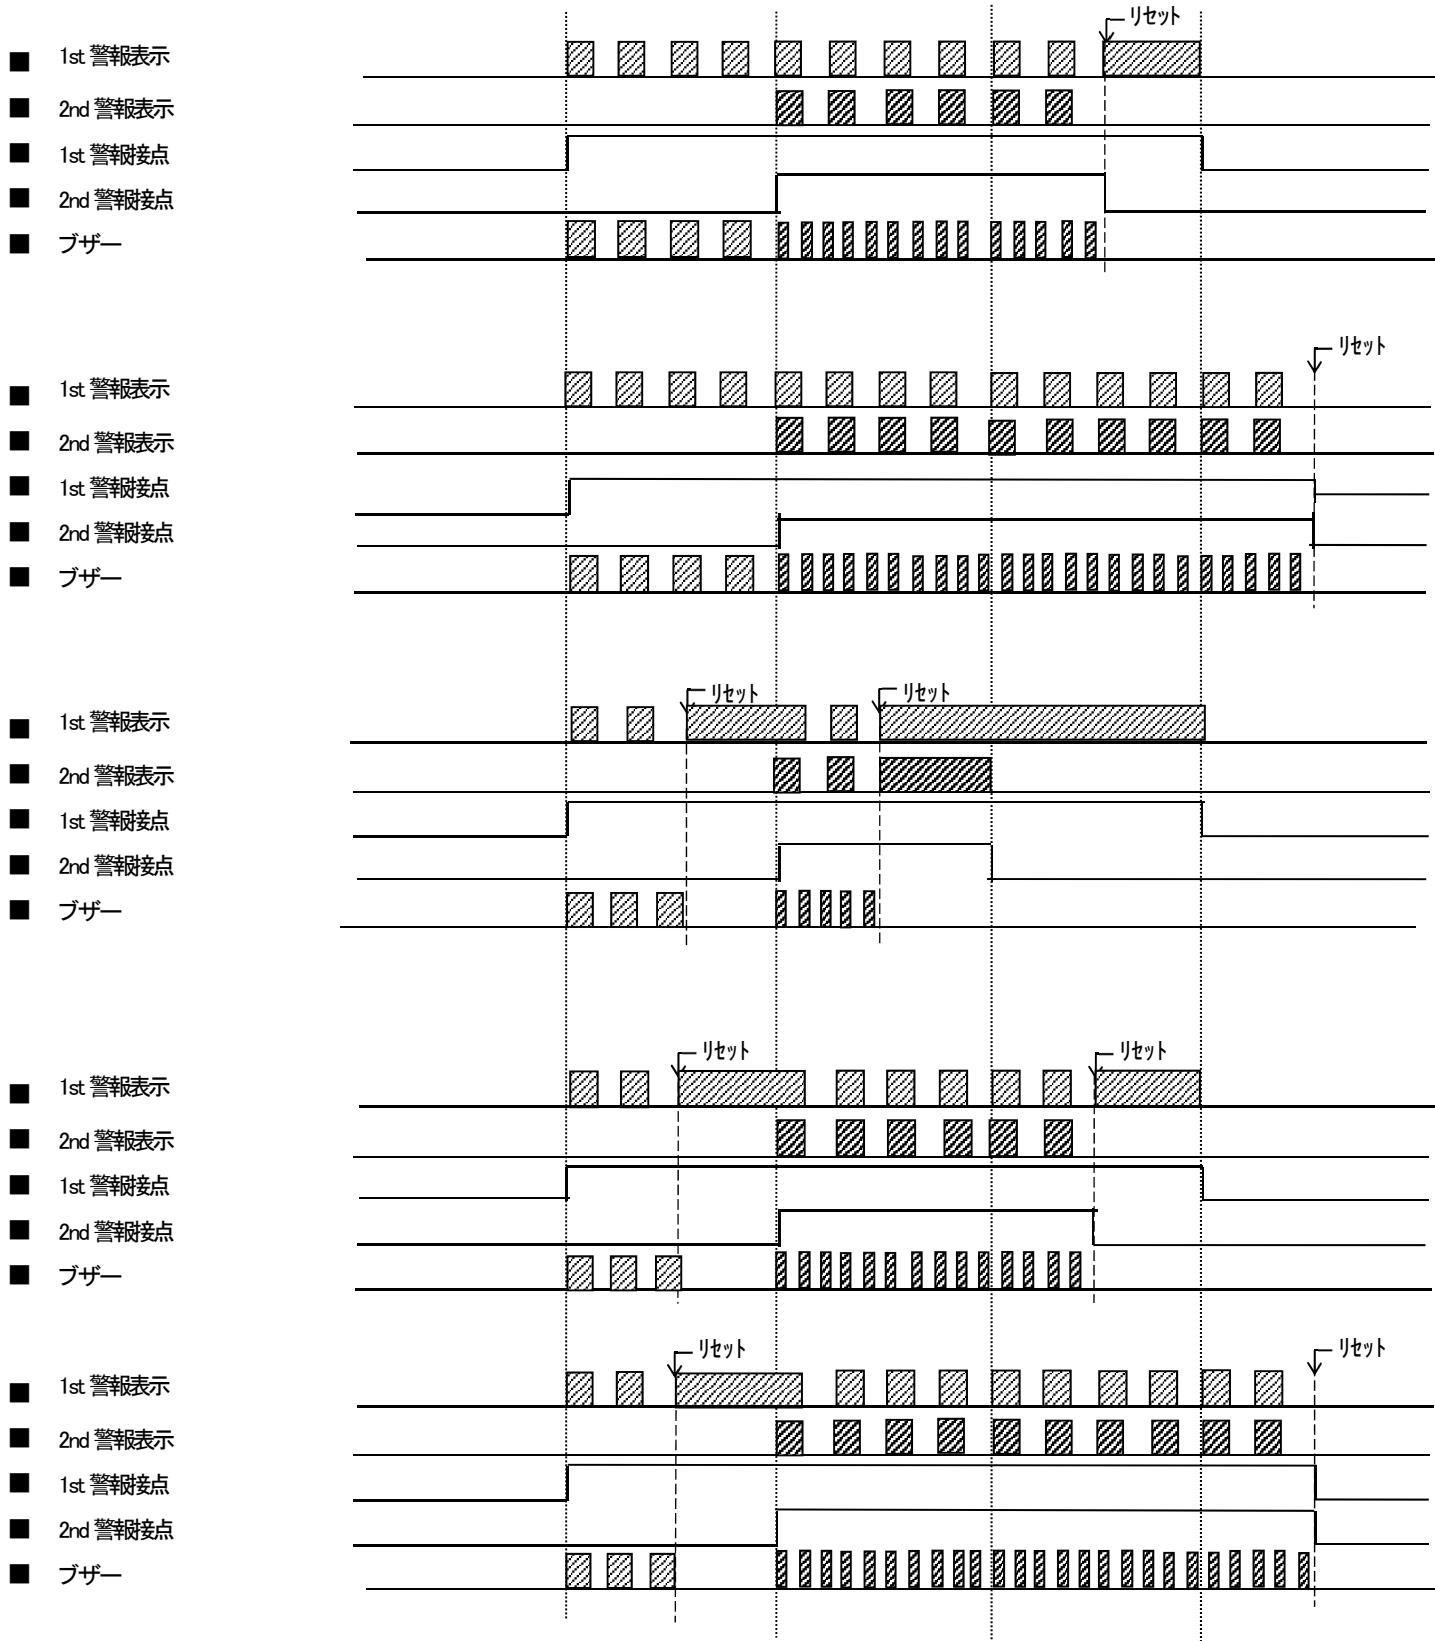 リセット
■ 1st 警報表示
■ 2nd 警報表示
■ 1st 警報接点
■ 2nd 警報接点
■ ブザー
リセット
■ 1st 警報表示
■ 2nd 警報表示
■ 1st 警報接点
■ 2nd 警報接点
■ ブザー
リセット リセット
■ 1st 警報表示
■ 2nd 警報表示
■ 1st 警報接点
■ 2nd 警報接点
■ ブザー
リセット リセット
■ 1st 警報表示
■ 2nd 警報表示
■ 1st 警報接点
■ 2nd 警報接点
■ ブザー
リセット リセット
■ 1st 警報表示
■ 2nd 警報表示
■ 1st 警報接点
■ 2nd 警報接点
■ ブザー